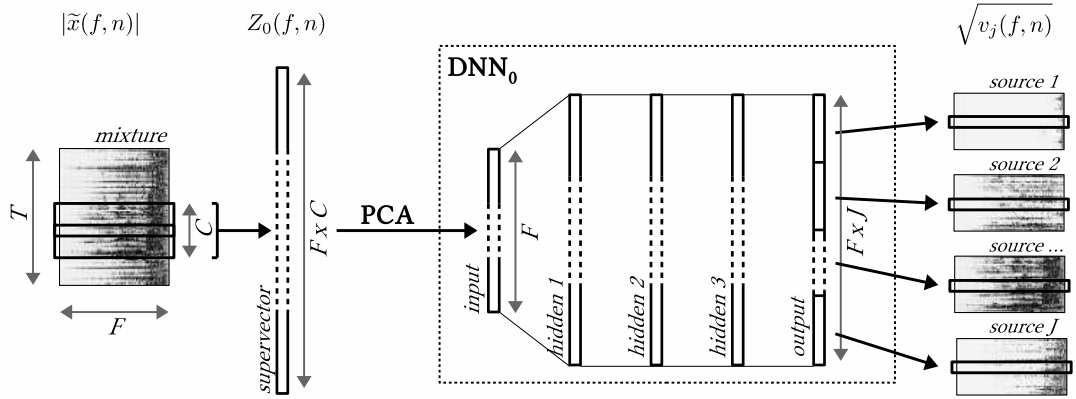 |x̃(f, n)|
Z₀(f, n)
√vⱼ(f, n)
DNN₀
mixture
T
C
F
supervector
F x C
PCA
input
F
hidden 1
hidden 2
hidden 3
output
F x J
source 1
source 2
source ...
source J